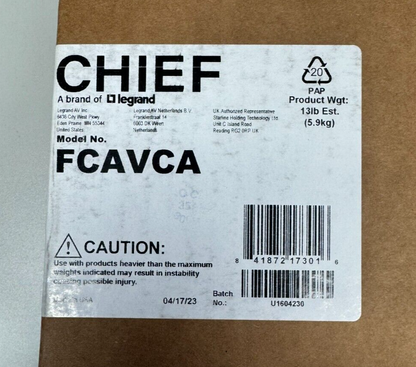 CHIEF
A brand of legrand
Legrand AV Inc.
6436 City West Pkwy
Eden Prairie, MN 55344
United States
Legrand AV Netherlands B.V.
Franklinstraat 14
Netherlands
UK Authorized Representative
Starline Holding Technology Ltd.
Unit C Island Road
Reading RG2 0RP UK
20
PAP
Product Wgt:
13lb Est.
(5.9kg)
Model No.
FCAVCA
CAUTION:
Use with products heavier than the maximum
weights indicated may result in instability
causing possible injury.
8 41872 17301 6
04/17/23
Batch
No.:
U1604230